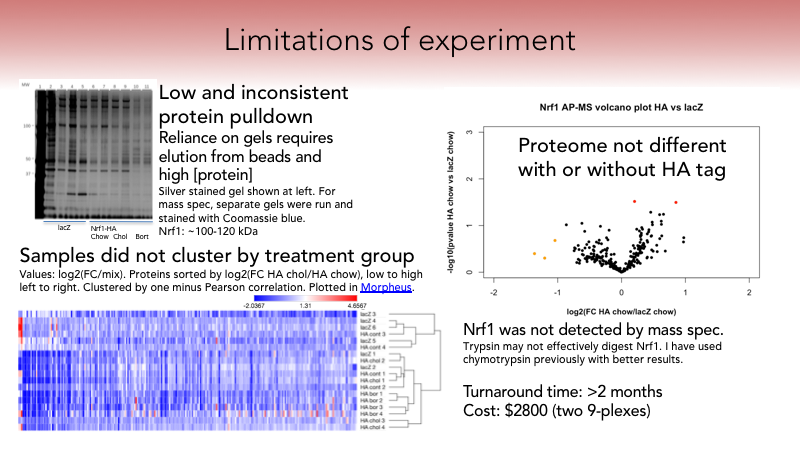 Limitations of experiment
MW 1 2 3 4 5 6 7 8 9 10 11
lacZ Nrf1-HA
Chow Chol Bort
Low and inconsistent
protein pulldown
Reliance on gels requires
elution from beads and
high [protein]
Silver stained gel shown at left. For
mass spec, separate gels were run and
stained with Coomassie blue.
Nrf1: ~100-120 kDa
Samples did not cluster by treatment group
Values: log2(FC/mix). Proteins sorted by log2(FC HA chol/HA chow), low to high
left to right. Clustered by one minus Pearson correlation. Plotted in Morpheus.
-2.0367 1.31 4.6567
lacZ 3
lacZ 4
lacZ 6
HA cont 3
lacZ 5
HA cont 4
lacZ 1
HA chol 2
lacZ 2
HA cont 1
HA chol 1
HA cont 2
HA bor 1
HA bor 2
HA bor 3
HA bor 4
HA chol 3
HA chol 4
Nrf1 AP-MS volcano plot HA vs lacZ
Proteome not different
with or without HA tag
-log10(pvalue HA chow vs lacZ chow)
3
2
1
0
-2 -1 0 1 2
log2(FC HA chow/lacZ chow)
Nrf1 was not detected by mass spec.
Trypsin may not effectively digest Nrf1. I have used
chymotrypsin previously with better results.
Turnaround time: >2 months
Cost: $2800 (two 9-plexes)